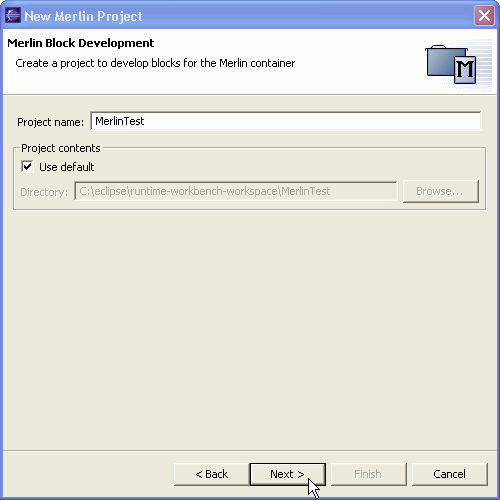 New Merlin Project
Merlin Block Development
Create a project to develop blocks for the Merlin container
M
Project name: MerlinTest
Project contents
Use default
Directory: C:\eclipse\runtime-workbench-workspace\MerlinTest Browse...
< Back Next > Finish Cancel